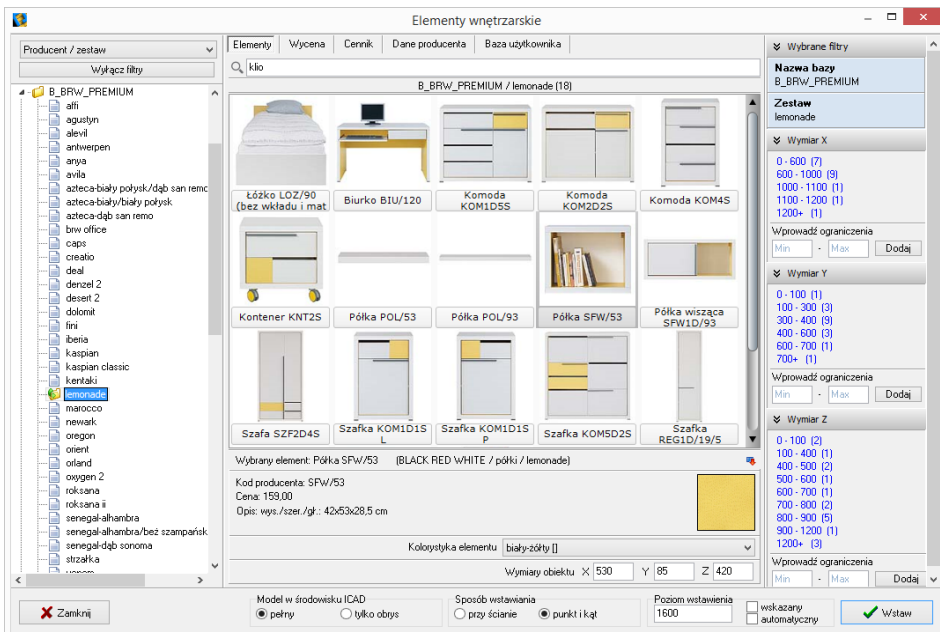 Elementy wnętrzarskie
Producent / zestaw
Wyłącz filtry
B_BRW_PREMIUM
affi
agustyn
alevil
antwerpen
anya
avila
azteca-biały połysk/dąb san remo
azteca-biały/biały połysk
azteca-dąb san remo
brw office
caps
creatio
deal
denzel 2
desert 2
dolomit
fini
iberia
kaspian
kaspian classic
kentaki
lemonade
marocco
newark
oregon
orient
orland
oxygen 2
roksana
roksana ii
senegal-alhambra
senegal-alhambra/beż szampańsk
senegal-dąb sonoma
strzałka
Elementy Wycena Cennik Dane producenta Baza użytkownika
klio
B_BRW_PREMIUM / lemonade (18)
Łóżko LOZ/90
(bez wkładu i mat
Biurko BIU/120
Komoda
KOM1D5S
Komoda
KOM2D2S
Komoda KOM4S
Kontener KNT2S
Półka POL/53
Półka POL/93
Półka SFW/53
Półka wisząca
SFW1D/93
Szafa SZF2D4S
Szafka KOM1D1S
L
Szafka KOM1D1S
P
Szafka KOM5D2S
Szafka
REG1D/19/5
Wybrany element: Półka SFW/53 (BLACK RED WHITE / półki / lemonade)
Kod producenta: SFW/53
Cena: 159,00
Opis: wys./szer./gł.: 42x53x28,5 cm
Kolorystyka elementu biały-żółty []
Wymiary obiektu X 530 Y 85 Z 420
Wybrane filtry
Nazwa bazy
B_BRW_PREMIUM
Zestaw
lemonade
Wymiar X
0 - 600 (7)
600 - 1000 (9)
1000 - 1100 (1)
1100 - 1200 (1)
1200+ (1)
Wprowadź ograniczenia
Min - Max Dodaj
Wymiar Y
0 - 100 (1)
100 - 300 (3)
300 - 400 (9)
400 - 600 (3)
600 - 700 (1)
700+ (1)
Wprowadź ograniczenia
Min - Max Dodaj
Wymiar Z
0 - 100 (2)
100 - 400 (1)
400 - 500 (2)
500 - 600 (1)
600 - 700 (1)
700 - 800 (2)
800 - 900 (5)
900 - 1200 (1)
1200+ (3)
Wprowadź ograniczenia
Min - Max Dodaj
Zamknij
Model w środowisku ICAD
pełny tylko obrys
Sposób wstawiania
przy ścianie punkt i kąt
Poziom wstawienia
1600
wskazany
automatyczny
Wstaw